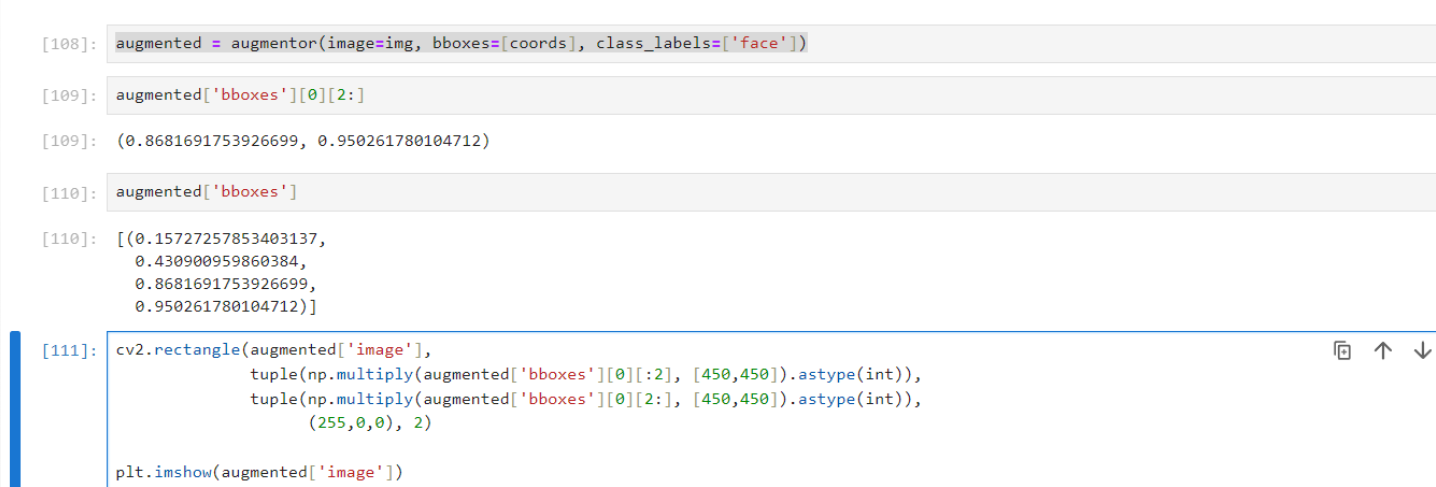 [108]: augmented = augmentor(image=img, bboxes=[coords], class_labels=['face'])
[109]: augmented['bboxes'][0][2:]
[109]: (0.8681691753926699, 0.950261780104712)
[110]: augmented['bboxes']
[110]: [(0.15727257853403137,
0.430900959860384,
0.8681691753926699,
0.950261780104712)]
[111]: cv2.rectangle(augmented['image'],
tuple(np.multiply(augmented['bboxes'][0][:2], [450,450]).astype(int)),
tuple(np.multiply(augmented['bboxes'][0][2:], [450,450]).astype(int)),
(255,0,0), 2)
plt.imshow(augmented['image'])